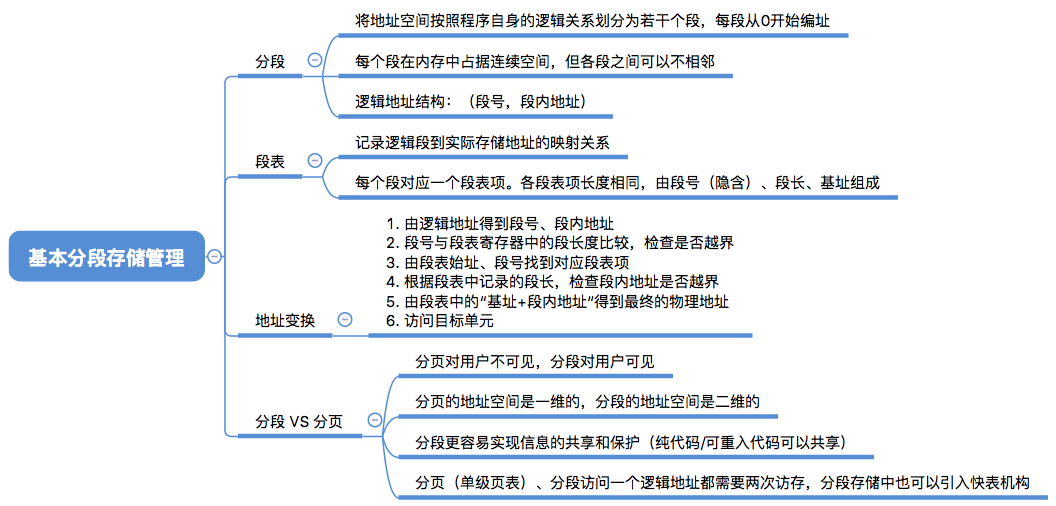 将地址空间按照程序自身的逻辑关系划分为若干个段，每段从0开始编址
分段
每个段在内存中占据连续空间，但各段之间可以不相邻
逻辑地址结构：（段号，段内地址）
记录逻辑段到实际存储地址的映射关系
段表
每个段对应一个段表项。各段表项长度相同，由段号（隐含）、段长、基址组成
基本分段存储管理
1. 由逻辑地址得到段号、段内地址
2. 段号与段表寄存器中的段长度比较，检查是否越界
3. 由段表始址、段号找到对应段表项
4. 根据段表中记录的段长，检查段内地址是否越界
5. 由段表中的“基址+段内地址”得到最终的物理地址
6. 访问目标单元
地址变换
分页对用户不可见，分段对用户可见
分页的地址空间是一维的，分段的地址空间是二维的
分段 VS 分页
分段更容易实现信息的共享和保护（纯代码/可重入代码可以共享）
分页（单级页表）、分段访问一个逻辑地址都需要两次访存，分段存储中也可以引入快表机构